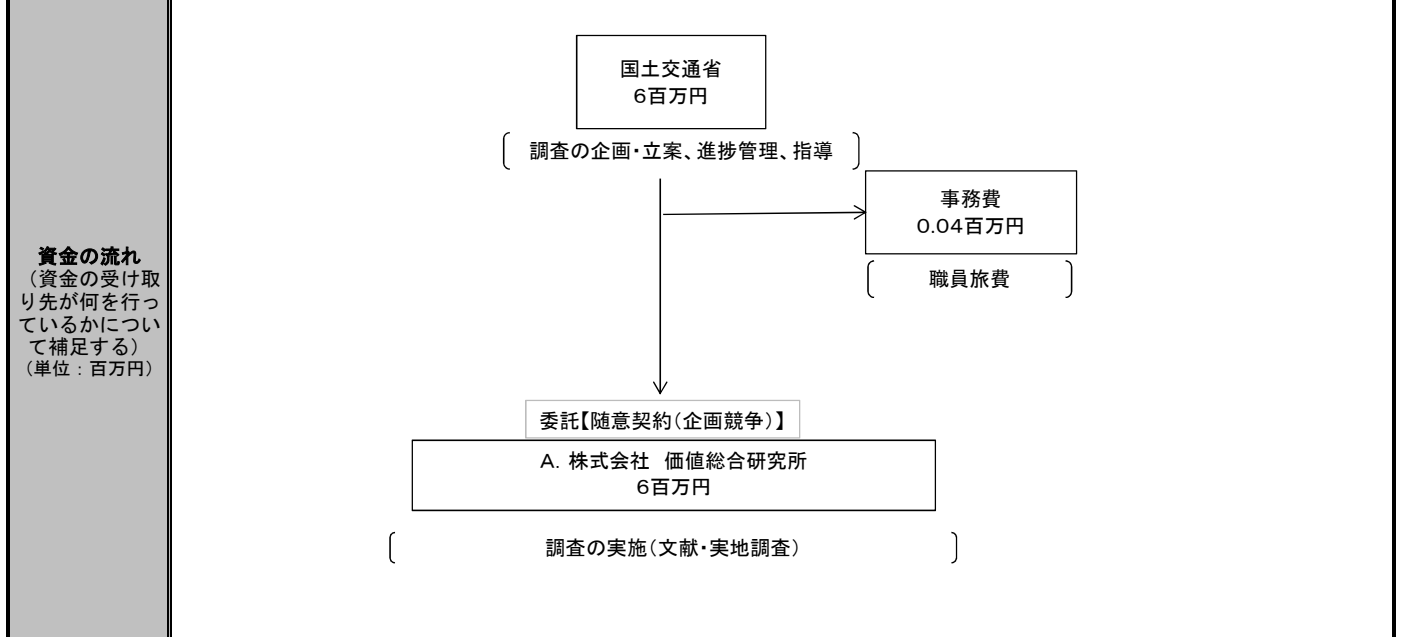 資金の流れ
（資金の受け取
り先が何を行っ
ているかについ
て補足する）
（単位：百万円）
国土交通省
6百万円
調査の企画・立案、進捗管理、指導
事務費
0.04百万円
職員旅費
委託【随意契約（企画競争）】
A．株式会社　価値総合研究所
6百万円
調査の実施（文献・実地調査）